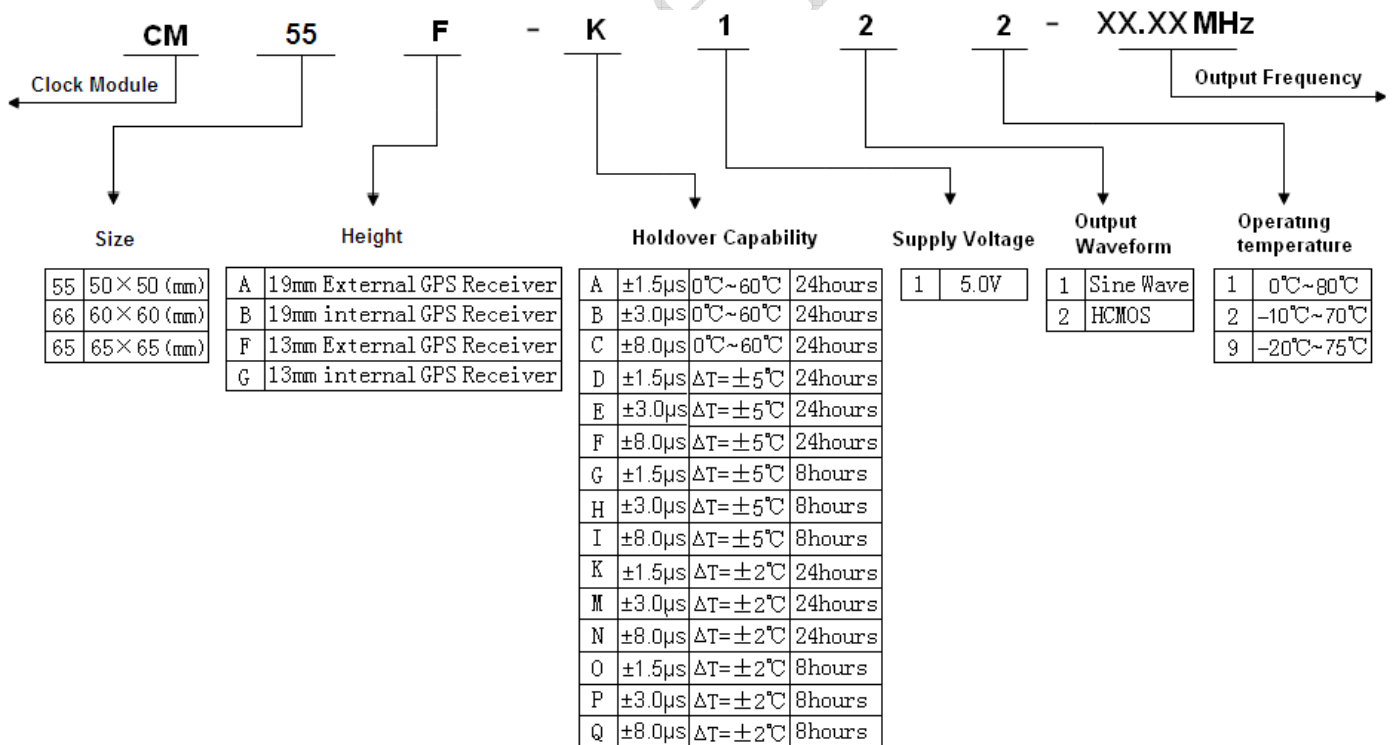 CM 55 F - K 1 2 2 - XX.XX MHz
Clock Module
Output Frequency
Size
55 50×50 (mm)
66 60×60 (mm)
65 65×65 (mm)
Height
A 19mm External GPS Receiver
B 19mm internal GPS Receiver
F 13mm External GPS Receiver
G 13mm internal GPS Receiver
Holdover Capability
A ±1.5μs 0℃~60℃ 24hours
B ±3.0μs 0℃~60℃ 24hours
C ±8.0μs 0℃~60℃ 24hours
D ±1.5μs ΔT=±5℃ 24hours
E ±3.0μs ΔT=±5℃ 24hours
F ±8.0μs ΔT=±5℃ 24hours
G ±1.5μs ΔT=±5℃ 8hours
H ±3.0μs ΔT=±5℃ 8hours
I ±8.0μs ΔT=±5℃ 8hours
K ±1.5μs ΔT=±2℃ 24hours
M ±3.0μs ΔT=±2℃ 24hours
N ±8.0μs ΔT=±2℃ 24hours
O ±1.5μs ΔT=±2℃ 8hours
P ±3.0μs ΔT=±2℃ 8hours
Q ±8.0μs ΔT=±2℃ 8hours
Supply Voltage
1 5.0V
Output
Waveform
1 Sine Wave
2 HCMOS
Operating
temperature
1 0℃~80℃
2 -10℃~70℃
9 -20℃~75℃